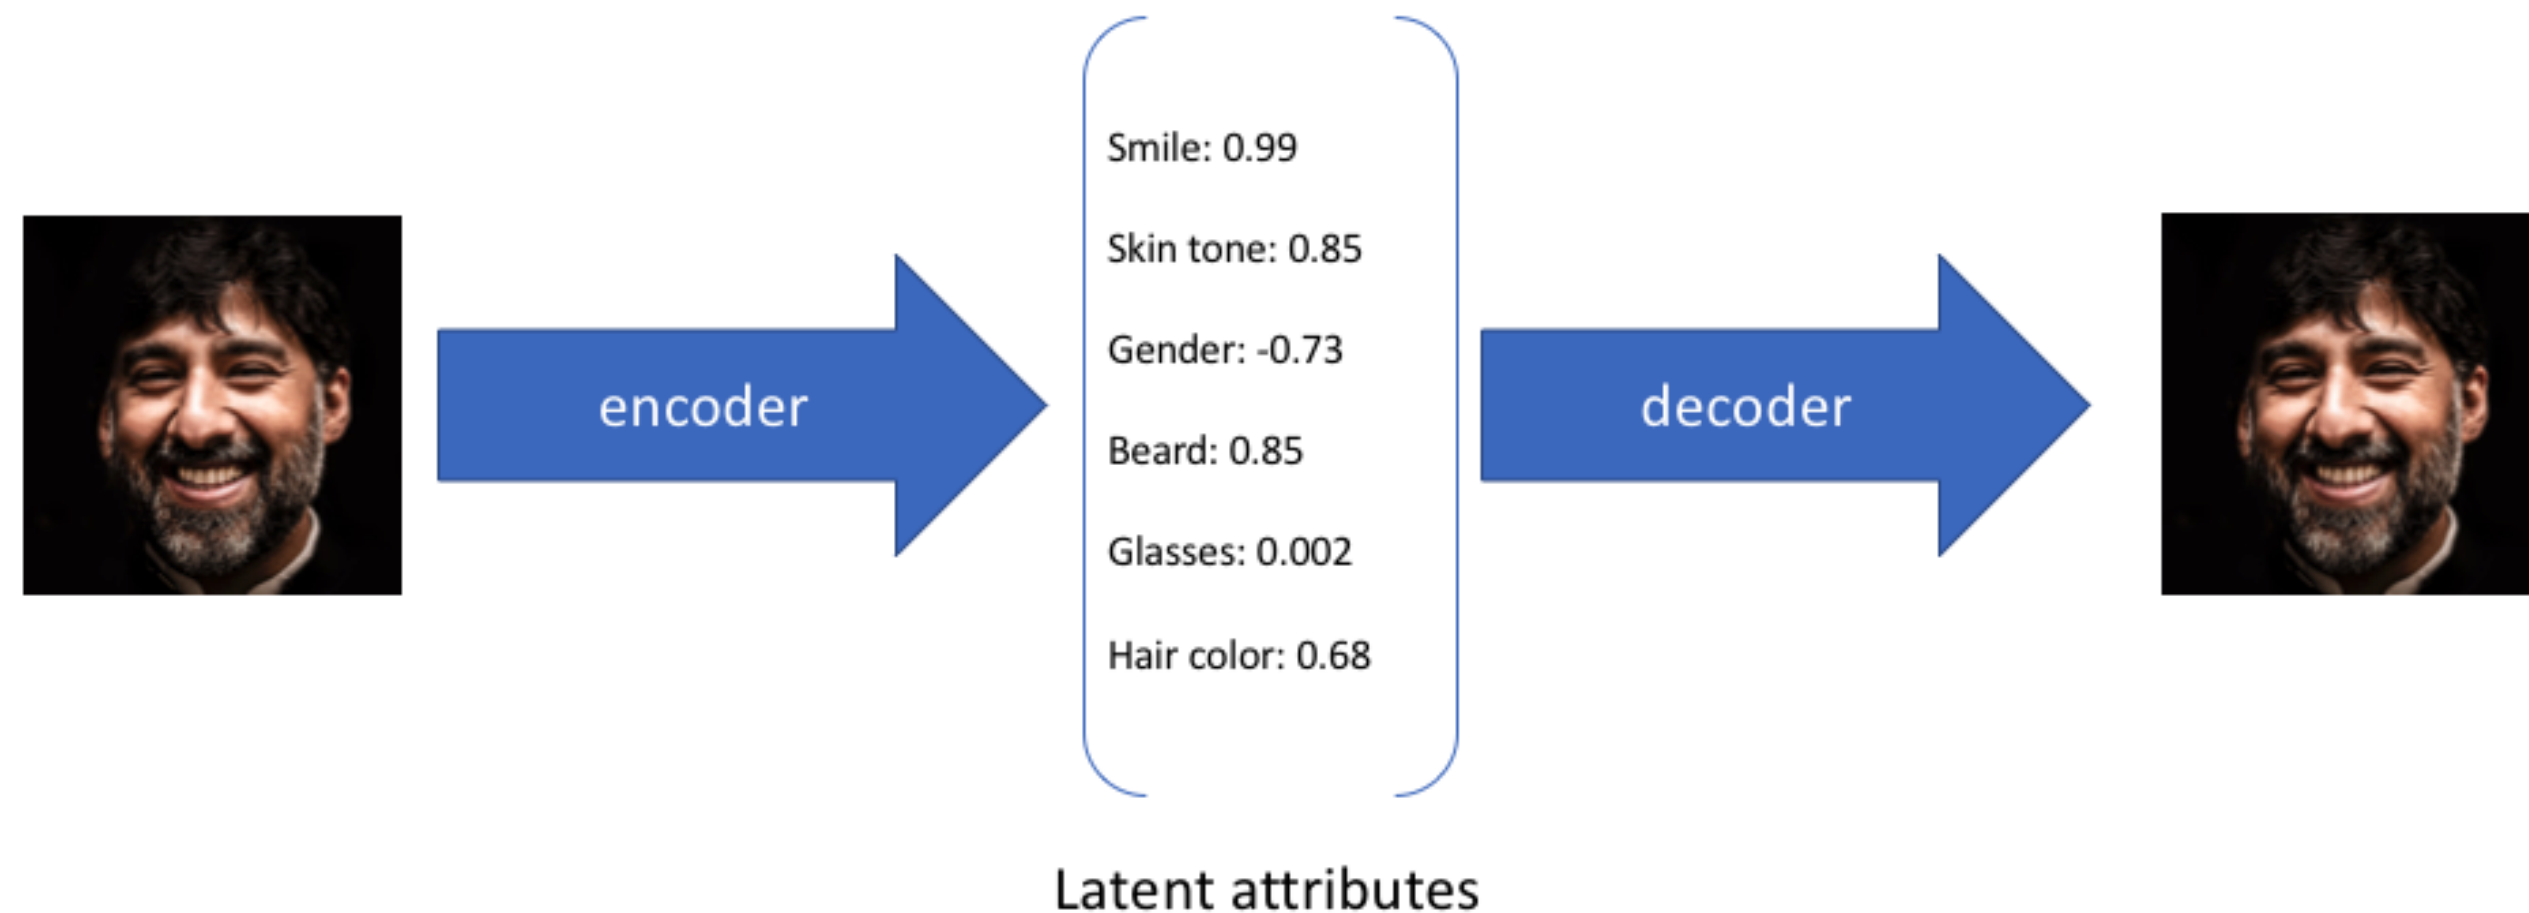 encoder
Smile: 0.99
Skin tone: 0.85
Gender: -0.73
Beard: 0.85
Glasses: 0.002
Hair color: 0.68
decoder
Latent attributes